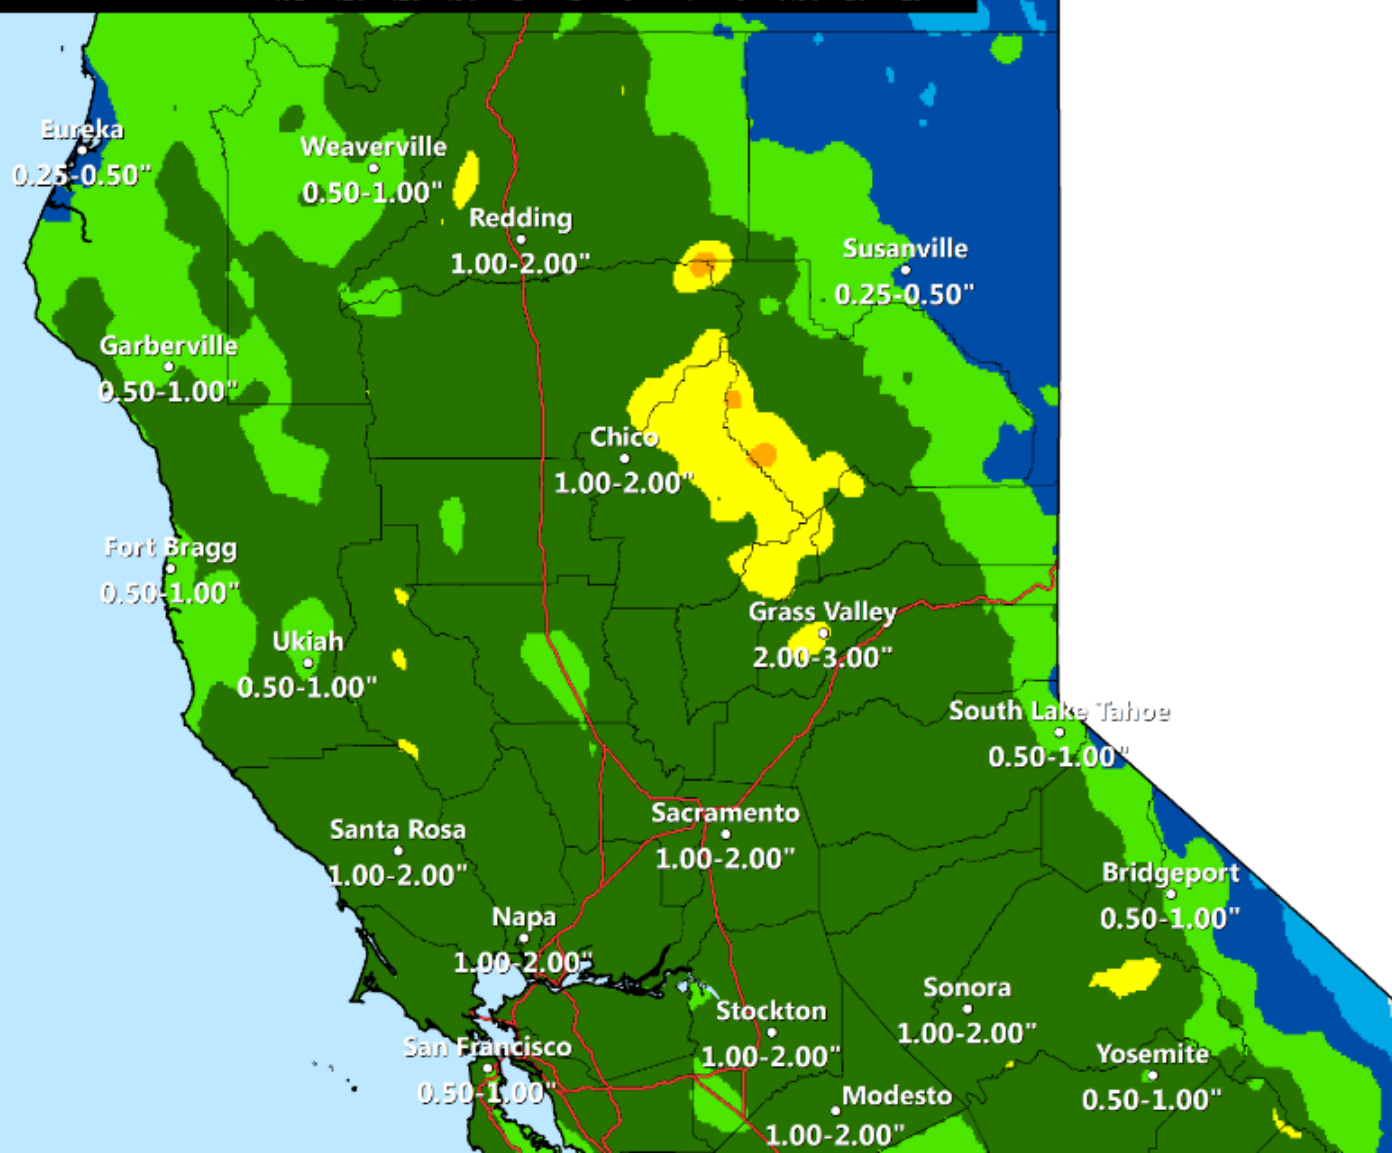 Eureka
0.25-0.50"
Weaverville
0.50-1.00"
Redding
1.00-2.00"
Susanville
0.25-0.50"
Garberville
0.50-1.00"
Chico
1.00-2.00"
Fort Bragg
0.50-1.00"
Ukiah
0.50-1.00"
Grass Valley
2.00-3.00"
South Lake Tahoe
0.50-1.00"
Santa Rosa
1.00-2.00"
Sacramento
1.00-2.00"
Bridgeport
0.50-1.00"
Napa
1.00-2.00"
Sonora
1.00-2.00"
Stockton
1.00-2.00"
San Francisco
0.50-1.00"
Yosemite
0.50-1.00"
Modesto
1.00-2.00"